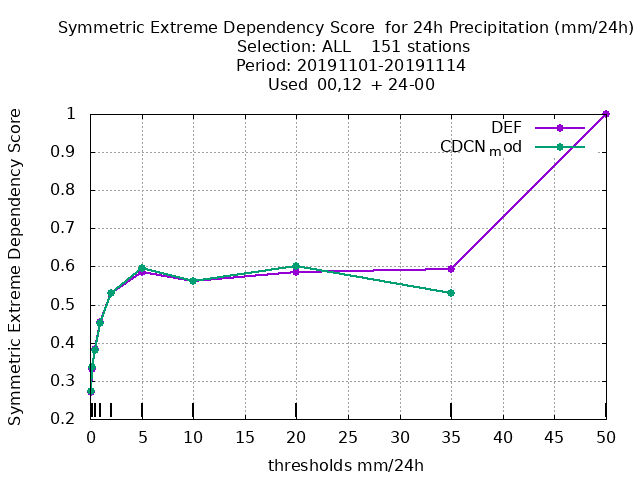 Symmetric Extreme Dependency Score  for 24h Precipitation (mm/24h)
Selection: ALL    151 stations
Period: 20191101-20191114
Used  00,12  + 24-00
Symmetric Extreme Dependency Score
1
0.9
0.8
0.7
0.6
0.5
0.4
0.3
0.2
DEF
CDCNmod
0 5 10 15 20 25 30 35 40 45 50
thresholds mm/24h